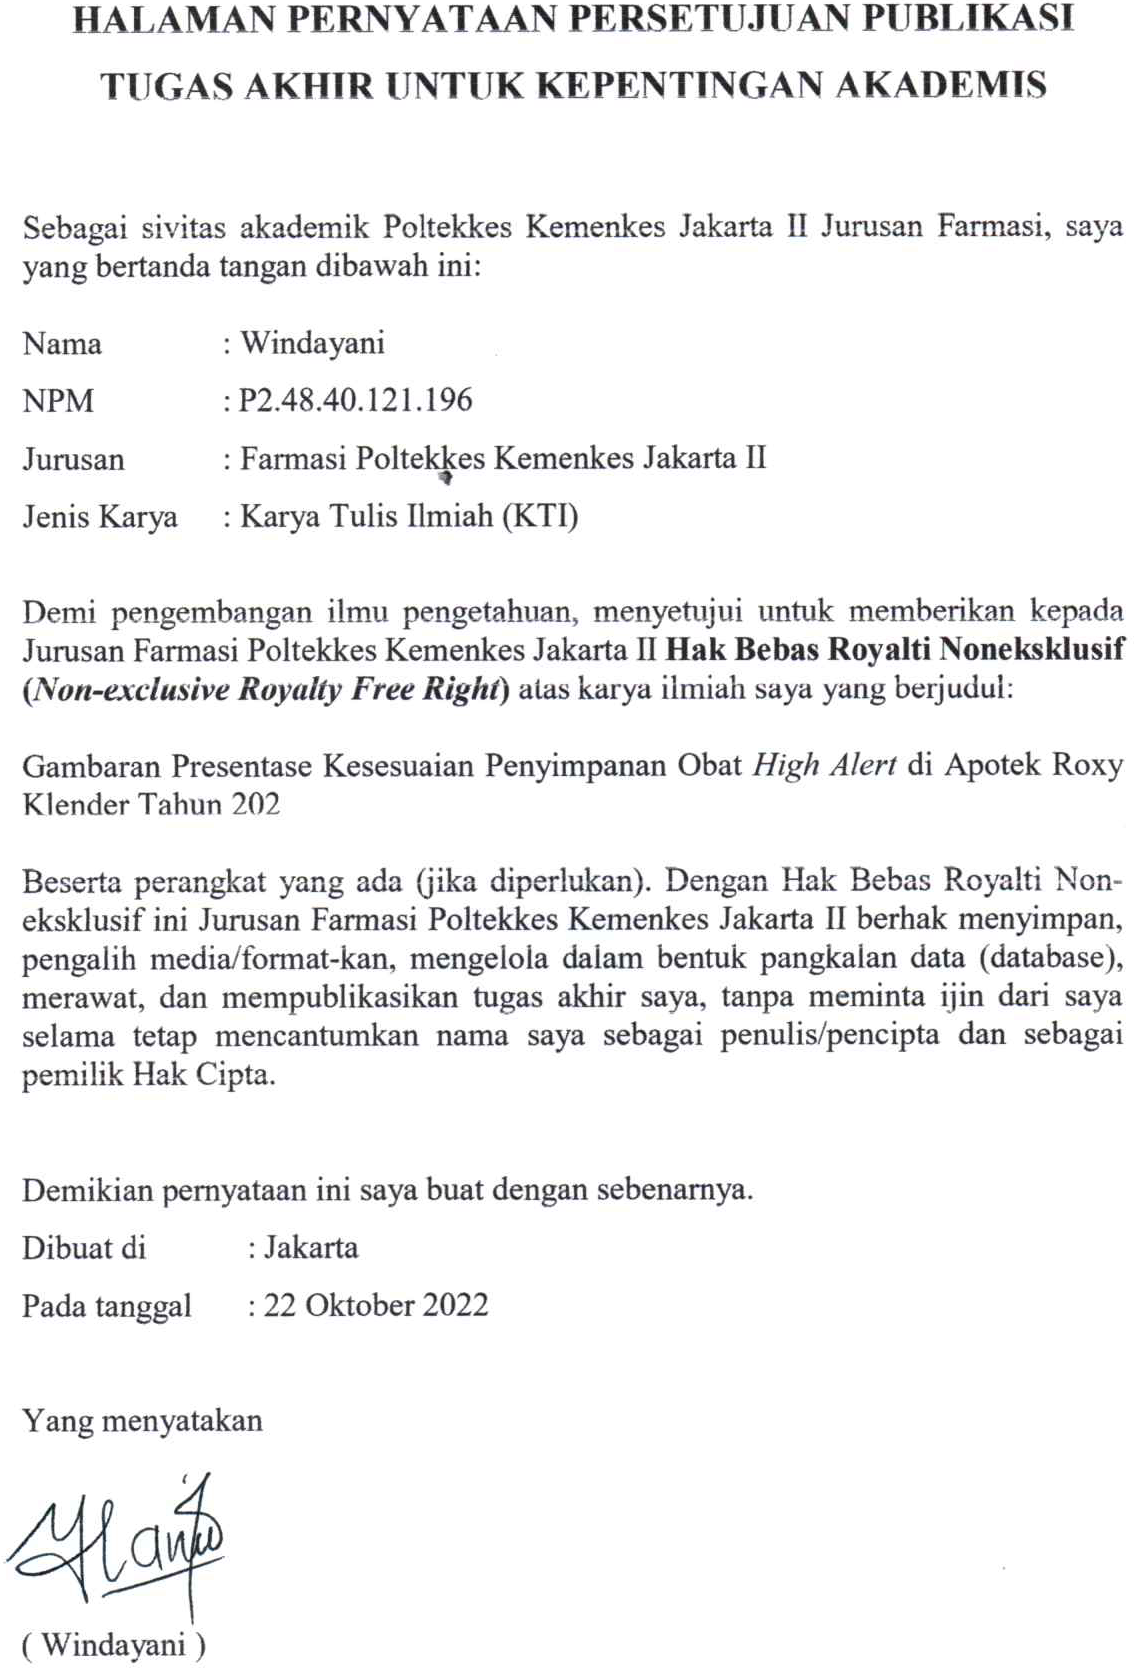 HALAMAN PERNYATAAN PERSETUJUAN PUBLIKASI
TUGAS AKHIR UNTUK KEPENTINGAN AKADEMIS
Sebagai sivitas akademik Poltekkes Kemenkes Jakarta II Jurusan Farmasi, saya
yang bertanda tangan dibawah ini:
Nama : Windayani
NPM : P2.48.40.121.196
Jurusan : Farmasi Poltekkes Kemenkes Jakarta II
Jenis Karya : Karya Tulis Ilmiah (KTI)
Demi pengembangan ilmu pengetahuan, menyetujui untuk memberikan kepada
Jurusan Farmasi Poltekkes Kemenkes Jakarta II Hak Bebas Royalti Noneksklusif
(Non-exclusive Royalty Free Right) atas karya ilmiah saya yang berjudul:
Gambaran Presentase Kesesuaian Penyimpanan Obat High Alert di Apotek Roxy
Klender Tahun 202
Beserta perangkat yang ada (jika diperlukan). Dengan Hak Bebas Royalti Non-
eksklusif ini Jurusan Farmasi Poltekkes Kemenkes Jakarta II berhak menyimpan,
pengalih media/format-kan, mengelola dalam bentuk pangkalan data (database),
merawat, dan mempublikasikan tugas akhir saya, tanpa meminta ijin dari saya
selama tetap mencantumkan nama saya sebagai penulis/pencipta dan sebagai
pemilik Hak Cipta.
Demikian pernyataan ini saya buat dengan sebenarnya.
Dibuat di : Jakarta
Pada tanggal : 22 Oktober 2022
Yang menyatakan
( Windayani )